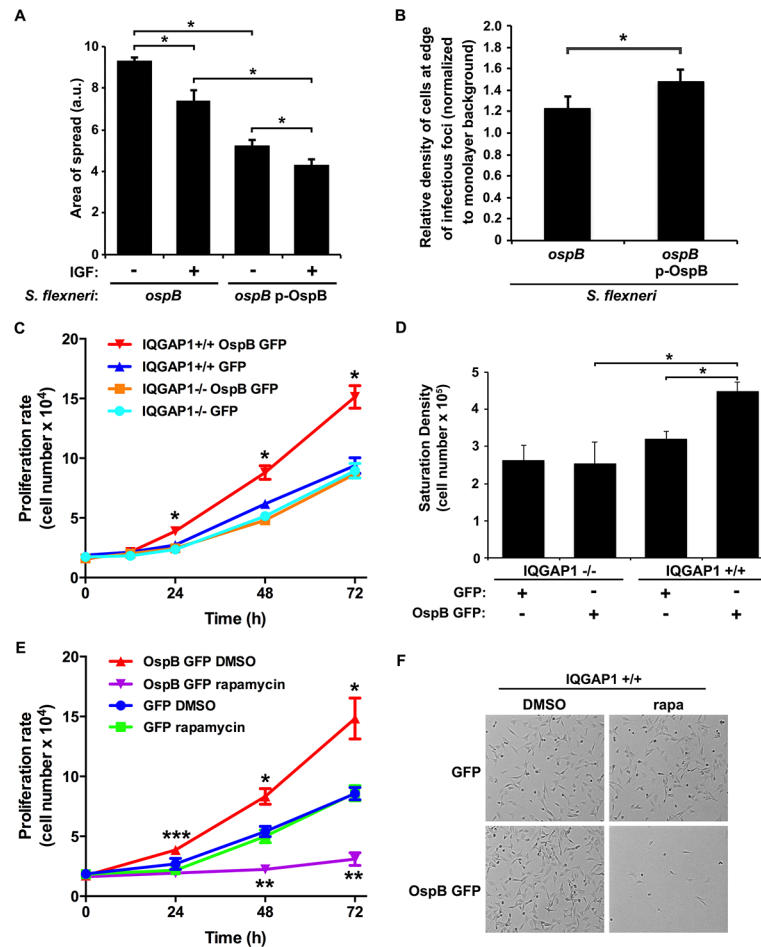 A
Area of spread (a.u.)
10
8
6
4
2
0
*
*
*
*
IGF: - + - +
S. flexneri: ospB ospB p-OspB
B
Relative density of cells at edge
of infectious foci (normalized
to monolayer background)
2.0
1.8
1.6
1.4
1.2
1.0
0.8
0.6
0.4
0.2
0
*
ospB ospB
p-OspB
S. flexneri
C
Proliferation rate
(cell number x 10⁴)
20
15
10
5
0
IQGAP1+/+ OspB GFP
IQGAP1+/+ GFP
IQGAP1-/- OspB GFP
IQGAP1-/- GFP
*
*
*
0 24 48 72
Time (h)
D
Saturation Density
(cell number x 10⁵)
5
4
3
2
1
0
*
*
IQGAP1 -/- IQGAP1 +/+
GFP: + - + -
OspB GFP: - + - +
E
Proliferation rate
(cell number x 10⁴)
20
15
10
5
0
OspB GFP DMSO
OspB GFP rapamycin
GFP DMSO
GFP rapamycin
***
*
*
**
**
0 24 48 72
Time (h)
F
IQGAP1 +/+
DMSO rapa
GFP
OspB GFP